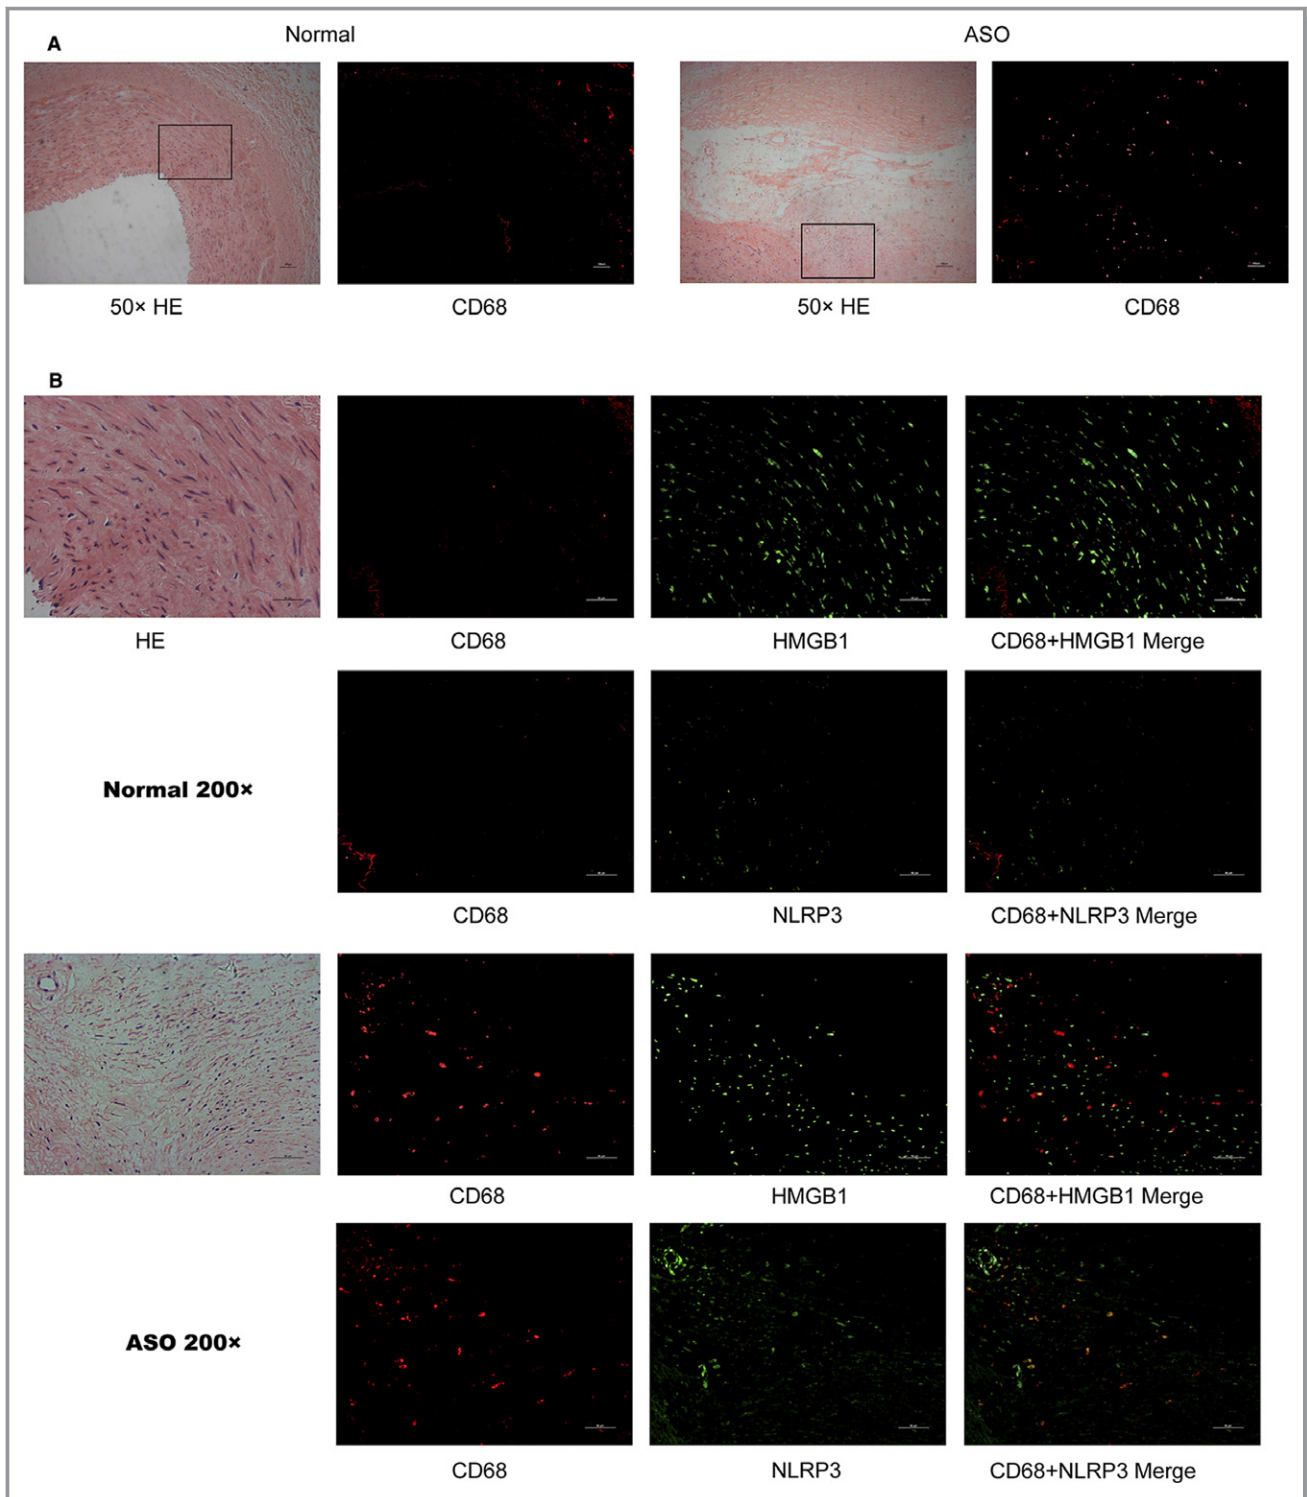 A
Normal
ASO
50× HE
CD68
50× HE
CD68
B
HE
CD68
HMGB1
CD68+HMGB1 Merge
Normal 200×
CD68
NLRP3
CD68+NLRP3 Merge
CD68
HMGB1
CD68+HMGB1 Merge
ASO 200×
CD68
NLRP3
CD68+NLRP3 Merge